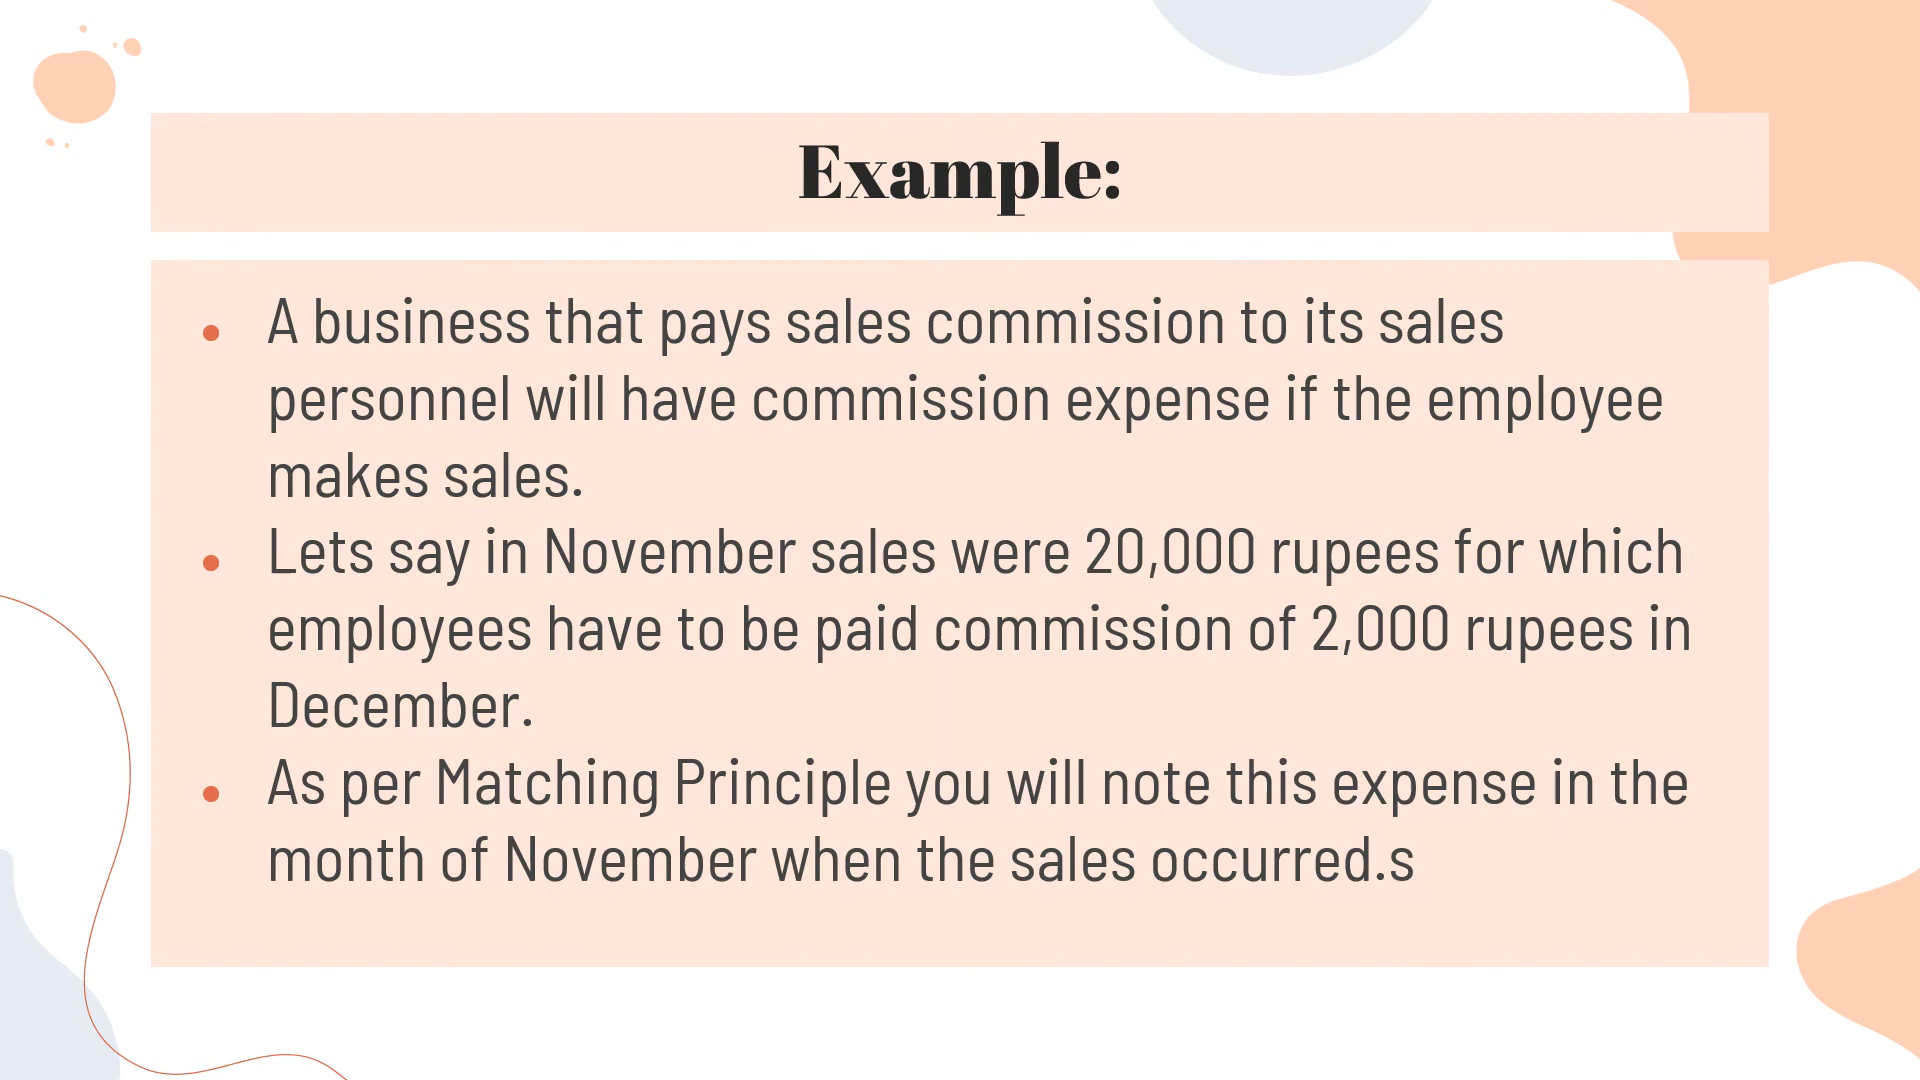 Example:
• A business that pays sales commission to its sales
personnel will have commission expense if the employee
makes sales.
• Lets say in November sales were 20,000 rupees for which
employees have to be paid commission of 2,000 rupees in
December.
• As per Matching Principle you will note this expense in the
month of November when the sales occurred.s